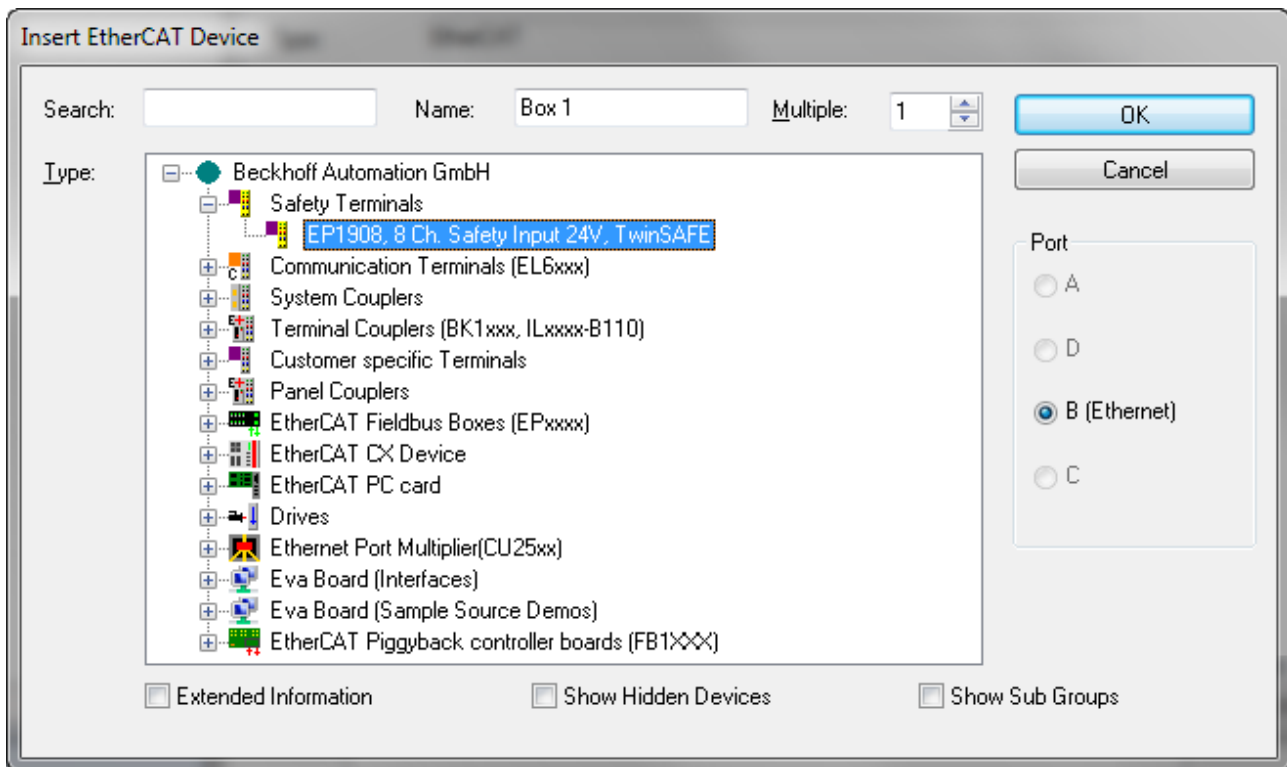 Insert EtherCAT Device
Search: Name: Box 1 Multiple: 1 OK
Type: Cancel
Beckhoff Automation GmbH
Safety Terminals
EP1908, 8 Ch. Safety Input 24V, TwinSAFE
Communication Terminals (EL6xxx)
System Couplers
Terminal Couplers (BK1xxx, ILxxxx-B110)
Customer specific Terminals
Panel Couplers
EtherCAT Fieldbus Boxes (EPxxxx)
EtherCAT CX Device
EtherCAT PC card
Drives
Ethernet Port Multiplier(CU25xx)
Eva Board (Interfaces)
Eva Board (Sample Source Demos)
EtherCAT Piggyback controller boards (FB1XXX)
Port
A
D
B (Ethernet)
C
Extended Information Show Hidden Devices Show Sub Groups